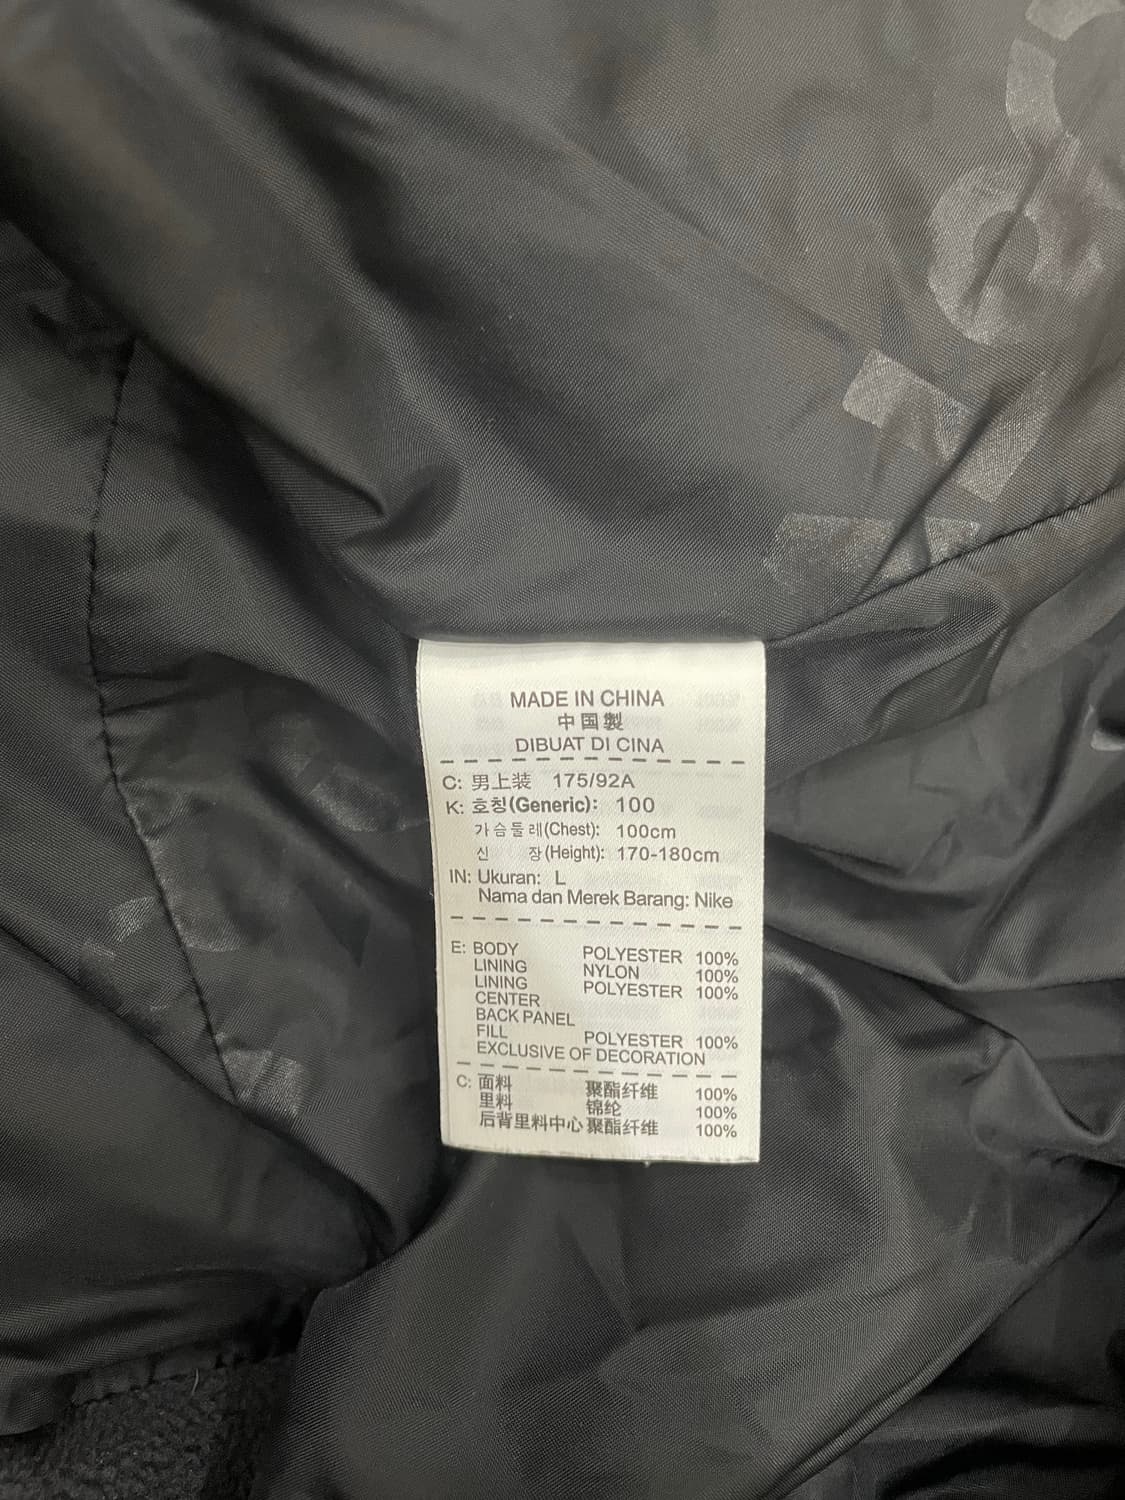 MADE IN CHINA
中国製
DIBUAT DI CINA
C: 男上装 175/92A
K: 호칭(Generic): 100
가슴둘레(Chest): 100cm
신 장(Height): 170-180cm
IN: Ukuran: L
Nama dan Merek Barang: Nike
E: BODY POLYESTER 100%
LINING NYLON 100%
LINING POLYESTER 100%
CENTER
BACK PANEL
FILL POLYESTER 100%
EXCLUSIVE OF DECORATION
C: 面料 聚酯纤维 100%
里料 锦纶 100%
后背里料中心 聚酯纤维 100%